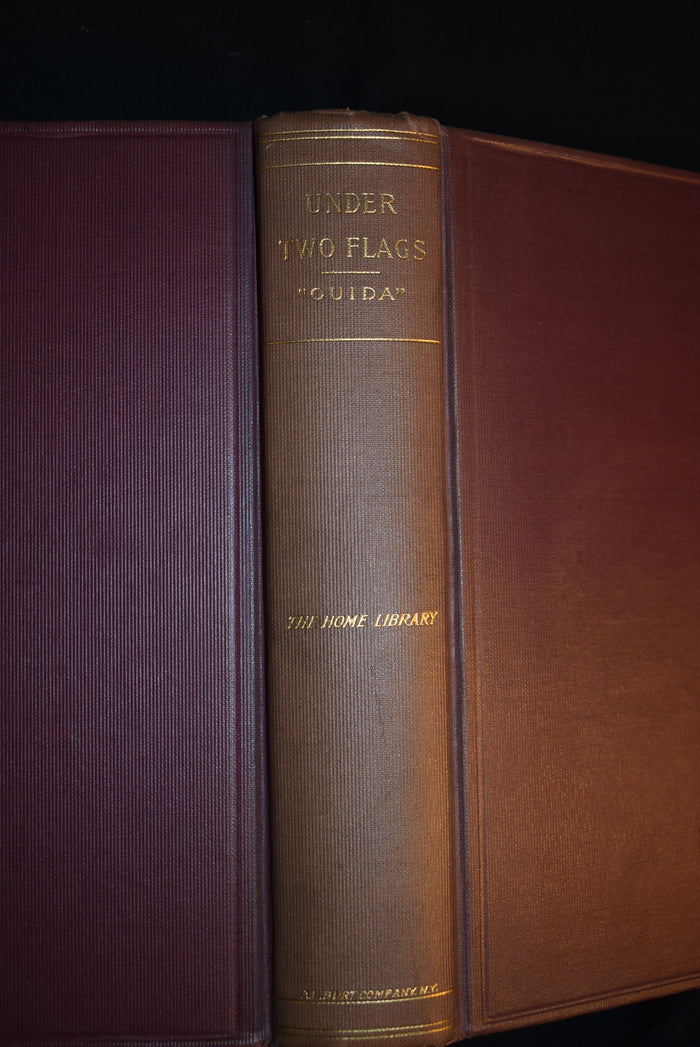 UNDER
TWO FLAGS
"OUIDA"
THE HOME LIBRARY
BURT COMPANY, N.Y.